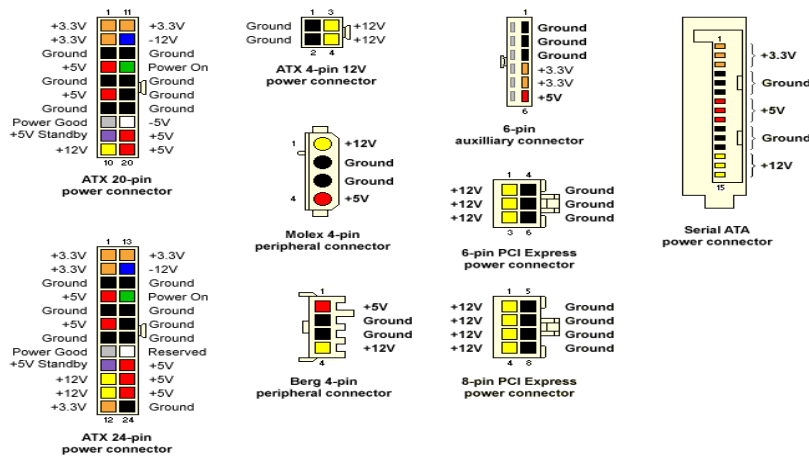 1 11
+3.3V +3.3V
+3.3V -12V
Ground Ground
+5V Power On
Ground Ground
+5V Ground
Ground Ground
Power Good -5V
+5V Standby +5V
+12V +5V
10 20
ATX 20-pin
power connector
1 13
+3.3V +3.3V
+3.3V -12V
Ground Ground
+5V Power On
Ground Ground
+5V Ground
Ground Ground
Power Good Reserved
+5V Standby +5V
+12V +5V
+12V +5V
+3.3V Ground
12 24
ATX 24-pin
power connector
1 3
Ground +12V
Ground +12V
2 4
ATX 4-pin 12V
power connector
1 +12V
Ground
Ground
4 +5V
Molex 4-pin
peripheral connector
1
+5V
Ground
Ground
+12V
4
Berg 4-pin
peripheral connector
1
Ground
Ground
Ground
+3.3V
+3.3V
+5V
6
6-pin
auxilliary connector
1 4
+12V Ground
+12V Ground
+12V Ground
3 6
6-pin PCI Express
power connector
1 5
+12V Ground
+12V Ground
+12V Ground
+12V Ground
4 8
8-pin PCI Express
power connector
1
+3.3V
Ground
+5V
Ground
+12V
15
Serial ATA
power connector